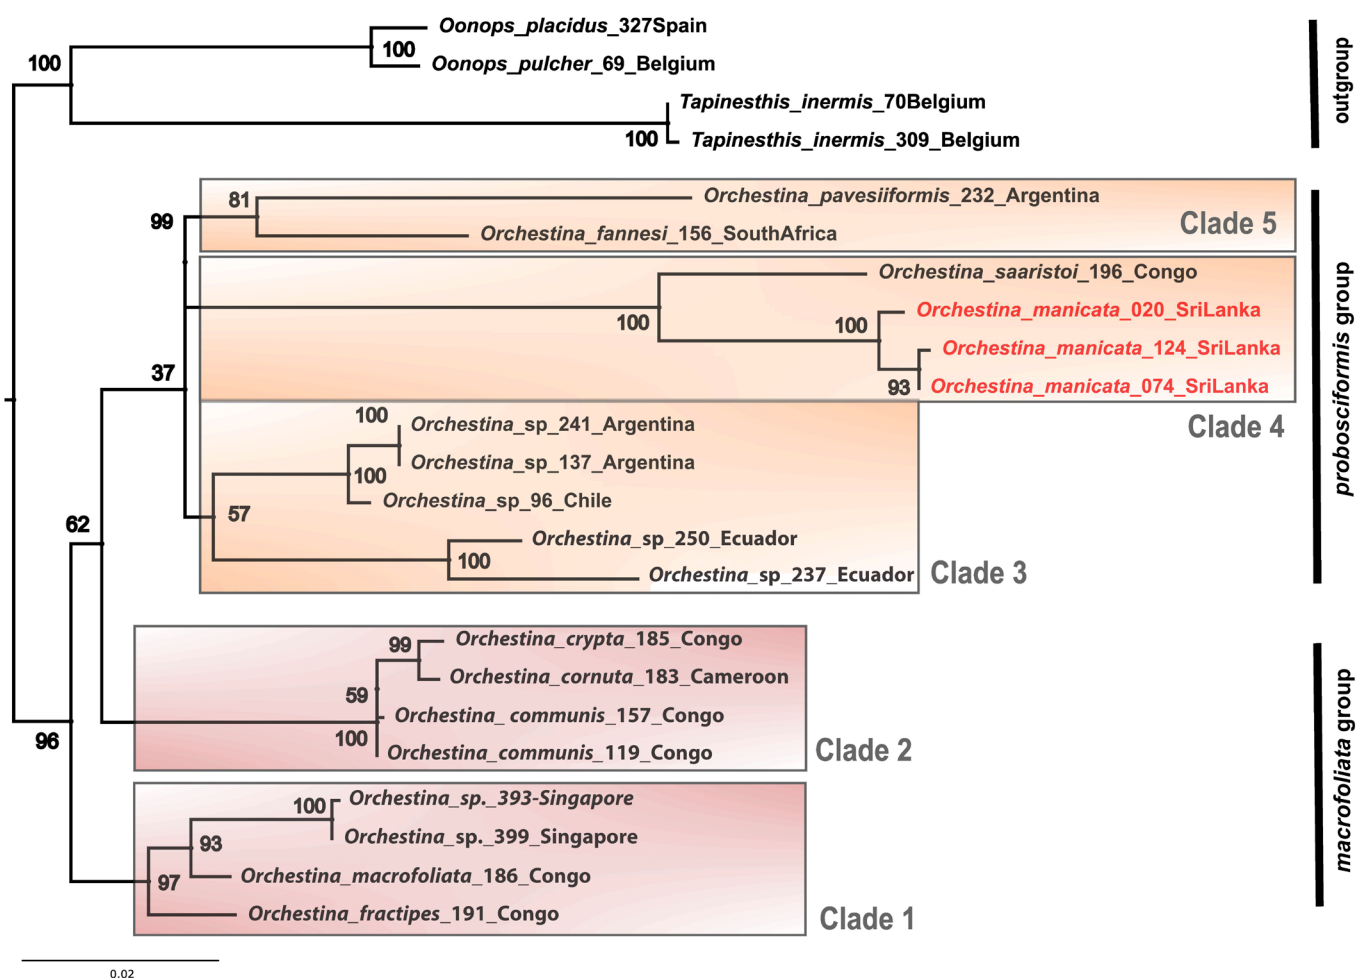 Oonops_placidus_327Spain
100
100
Oonops_pulcher_69_Belgium
Tapinesthis_inermis_70Belgium
100
Tapinesthis_inermis_309_Belgium
outgroup
81
Orchestina_pavesiiformis_232_Argentina
99
Orchestina_fannesi_156_SouthAfrica
Clade 5
Orchestina_saaristoi_196_Congo
Orchestina_manicata_020_SriLanka
100
100
Orchestina_manicata_124_SriLanka
93
Orchestina_manicata_074_SriLanka
Clade 4
37
100
Orchestina_sp_241_Argentina
Orchestina_sp_137_Argentina
100
Orchestina_sp_96_Chile
57
Orchestina_sp_250_Ecuador
100
Orchestina_sp_237_Ecuador
Clade 3
probosciformis group
62
Orchestina_crypta_185_Congo
99
Orchestina_cornuta_183_Cameroon
59
Orchestina_ communis_157_Congo
100
Orchestina_communis_119_Congo
Clade 2
96
Orchestina_sp._393-Singapore
100
Orchestina_sp._399_Singapore
93
Orchestina_macrofoliata_186_Congo
97
Orchestina_fractipes_191_Congo
Clade 1
macrofoliata group
0.02